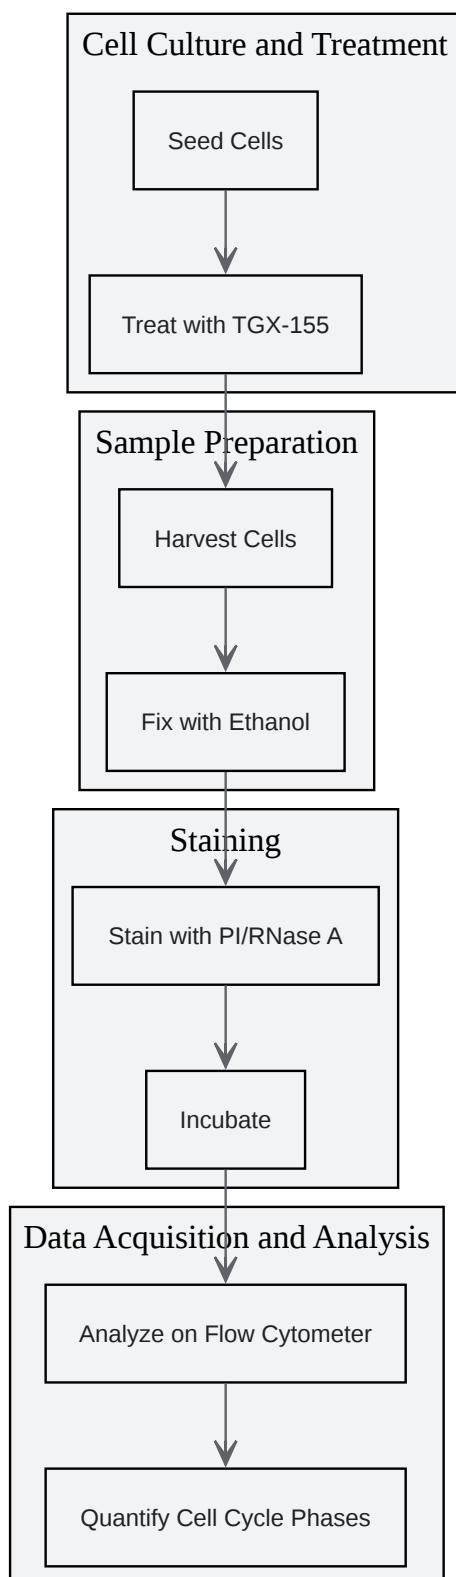 Cell Culture and Treatment
Seed Cells
Treat with TGX-155
Sample Preparation
Harvest Cells
Fix with Ethanol
Staining
Stain with PI/RNase A
Incubate
Data Acquisition and Analysis
Analyze on Flow Cytometer
Quantify Cell Cycle Phases